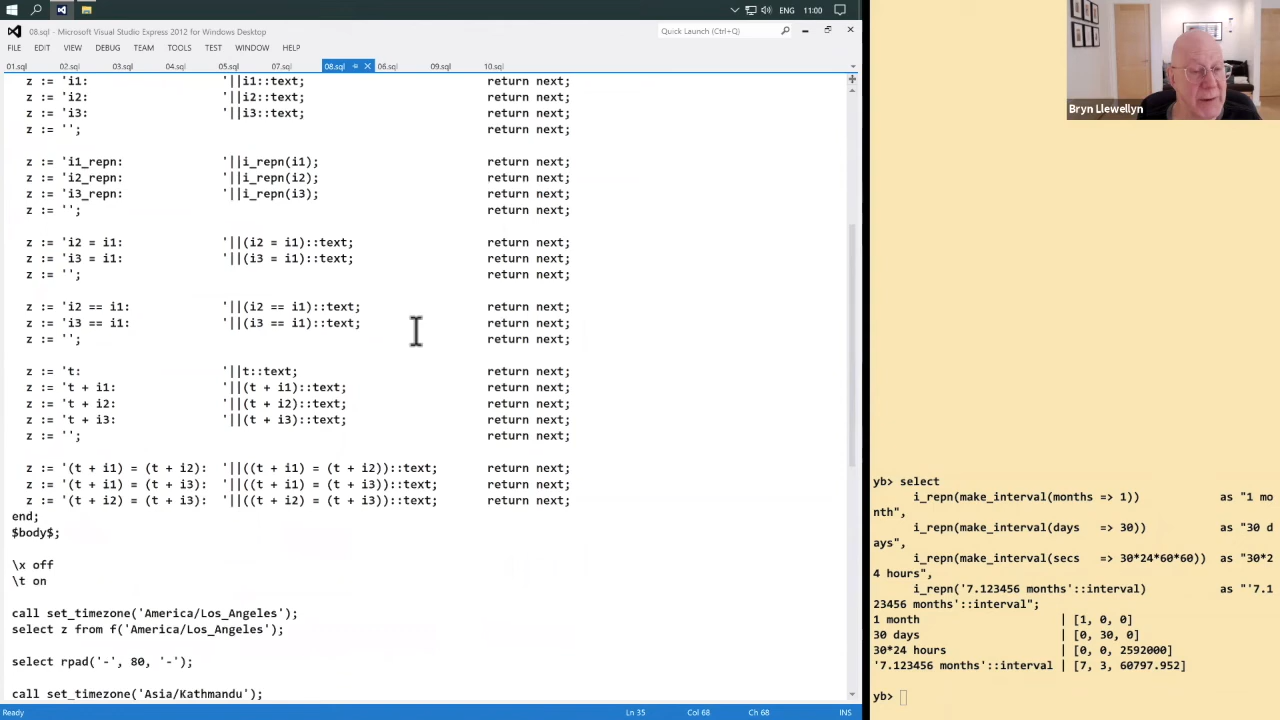 ENG 11:00
08.sql - Microsoft Visual Studio Express 2012 for Windows Desktop
Quick Launch (Ctrl+Q)
FILE EDIT VIEW DEBUG TEAM TOOLS TEST WINDOW HELP
01.sql 02.sql 03.sql 04.sql 05.sql 07.sql 08.sql 06.sql 09.sql 10.sql
z := 'i1: '||i1::text; return next;
z := 'i2: '||i2::text; return next;
z := 'i3: '||i3::text; return next;
z := ''; return next;
z := 'i1_repn: '||i_repn(i1); return next;
z := 'i2_repn: '||i_repn(i2); return next;
z := 'i3_repn: '||i_repn(i3); return next;
z := ''; return next;
z := 'i2 = i1: '||(i2 = i1)::text; return next;
z := 'i3 = i1: '||(i3 = i1)::text; return next;
z := ''; return next;
z := 'i2 == i1: '||(i2 == i1)::text; return next;
z := 'i3 == i1: '||(i3 == i1)::text; return next;
z := ''; return next;
z := 't: '||t::text; return next;
z := 't + i1: '||(t + i1)::text; return next;
z := 't + i2: '||(t + i2)::text; return next;
z := 't + i3: '||(t + i3)::text; return next;
z := ''; return next;
z := '(t + i1) = (t + i2): '||((t + i1) = (t + i2))::text; return next;
z := '(t + i1) = (t + i3): '||((t + i1) = (t + i3))::text; return next;
z := '(t + i2) = (t + i3): '||((t + i2) = (t + i3))::text; return next;
end;
$body$;
\x off
\t on
call set_timezone('America/Los_Angeles');
select z from f('America/Los_Angeles');
select rpad('-', 80, '-');
call set_timezone('Asia/Kathmandu');
Ready Ln 35 Col 68 Ch 68 INS
Bryn Llewellyn
yb> select
i_repn(make_interval(months => 1)) as "1 mo
nth",
i_repn(make_interval(days => 30)) as "30 d
ays",
i_repn(make_interval(secs => 30*24*60*60)) as "30*2
4 hours",
i_repn('7.123456 months'::interval) as "'7.1
23456 months'::interval";
1 month | [1, 0, 0]
30 days | [0, 30, 0]
30*24 hours | [0, 0, 2592000]
'7.123456 months'::interval | [7, 3, 60797.952]
yb>